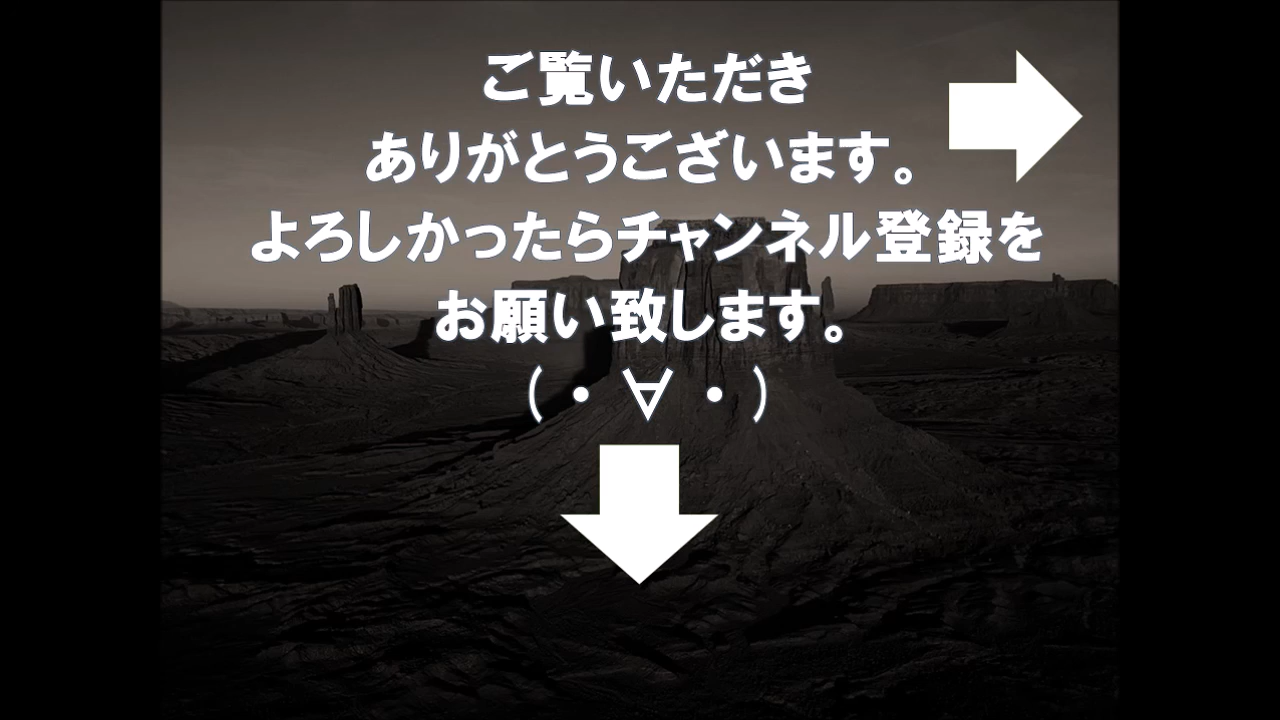 ご覧いただき
ありがとうございます。
よろしかったらチャンネル登録を
お願い致します。
(・∀・)